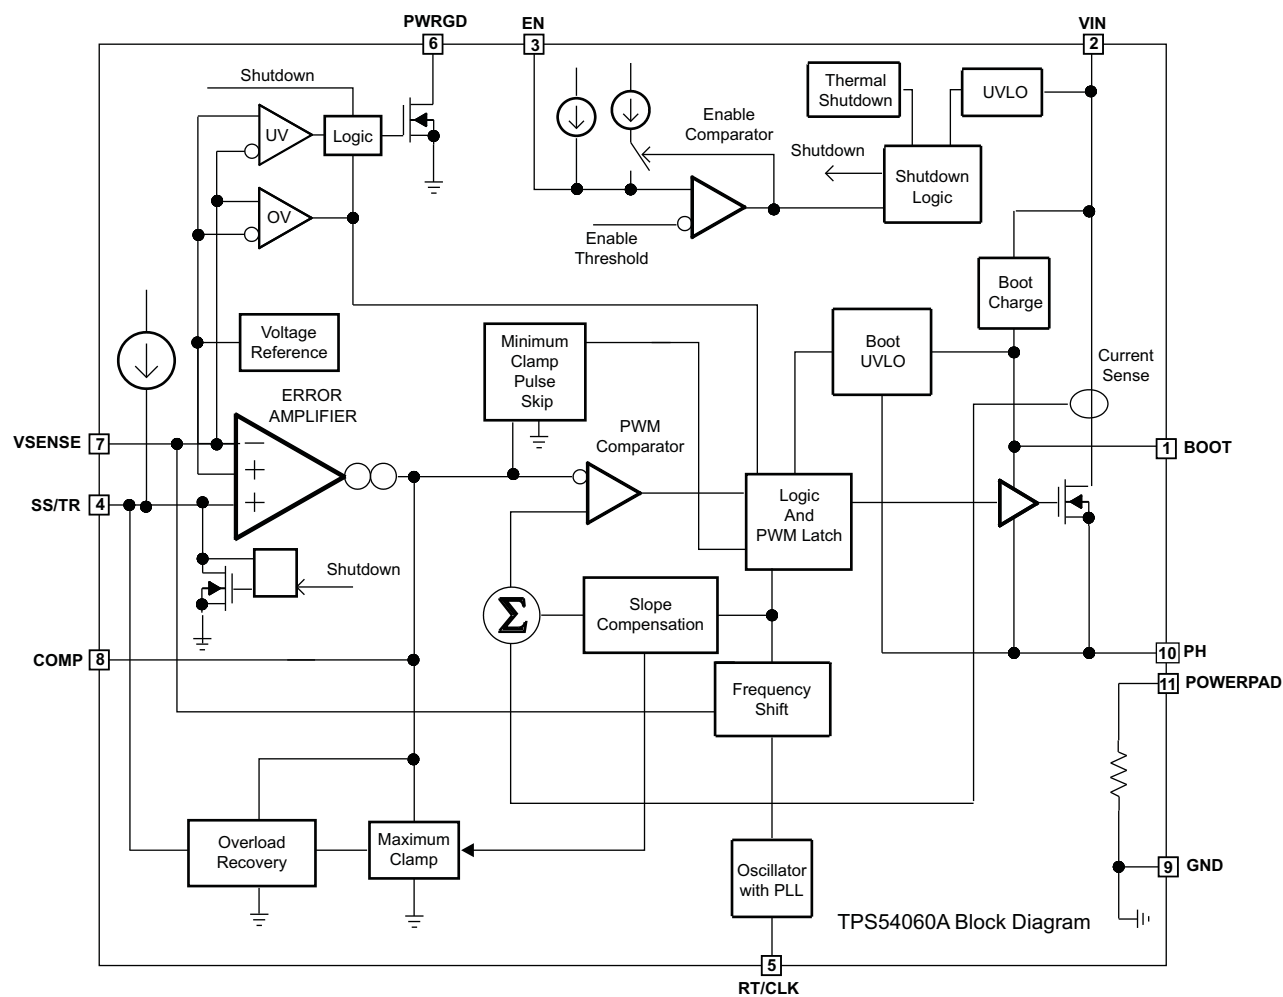 PWRGD
EN
VIN
6
3
2
Shutdown
Thermal
Shutdown
UVLO
UV
Logic
Enable
Comparator
Shutdown
Shutdown
Logic
OV
Enable
Threshold
Boot
Charge
Voltage
Reference
Minimum
Clamp
Pulse
Skip
Boot
UVLO
Current
Sense
ERROR
AMPLIFIER
PWM
Comparator
VSENSE 7
−
1 BOOT
+
SS/TR 4
+
Logic
And
PWM Latch
Shutdown
Σ
Slope
Compensation
COMP 8
10 PH
11 POWERPAD
Frequency
Shift
Overload
Recovery
Maximum
Clamp
Oscillator
with PLL
9 GND
TPS54060A Block Diagram
5
RT/CLK